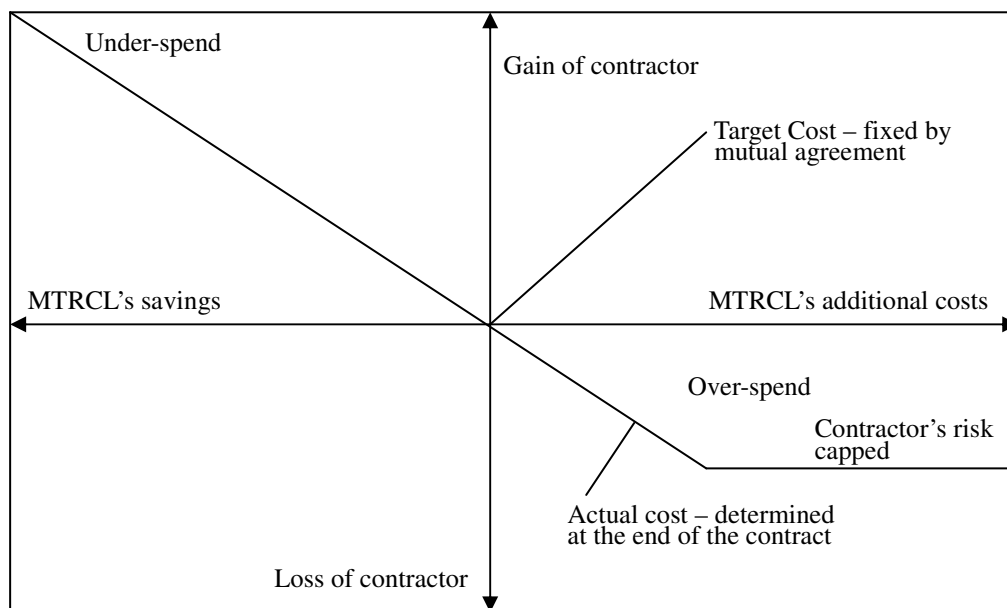 Under-spend
Gain of contractor
Target Cost – fixed by
mutual agreement
MTRCL’s savings
MTRCL’s additional costs
Over-spend
Contractor’s risk
capped
Actual cost – determined
at the end of the contract
Loss of contractor